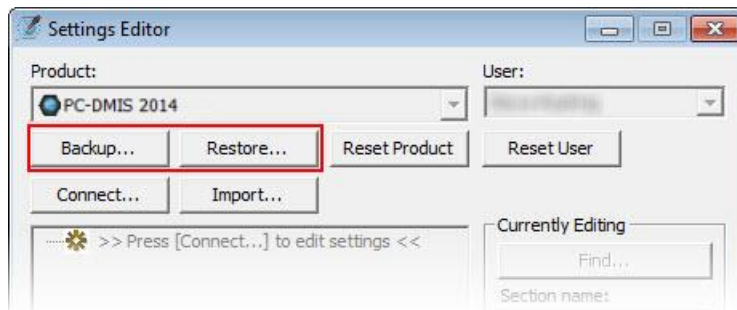 Settings Editor
Product: User:
PC-DMIS 2014
Backup... Restore... Reset Product Reset User
Connect... Import...
>> Press [Connect...] to edit settings << Currently Editing
Find...
Section name: